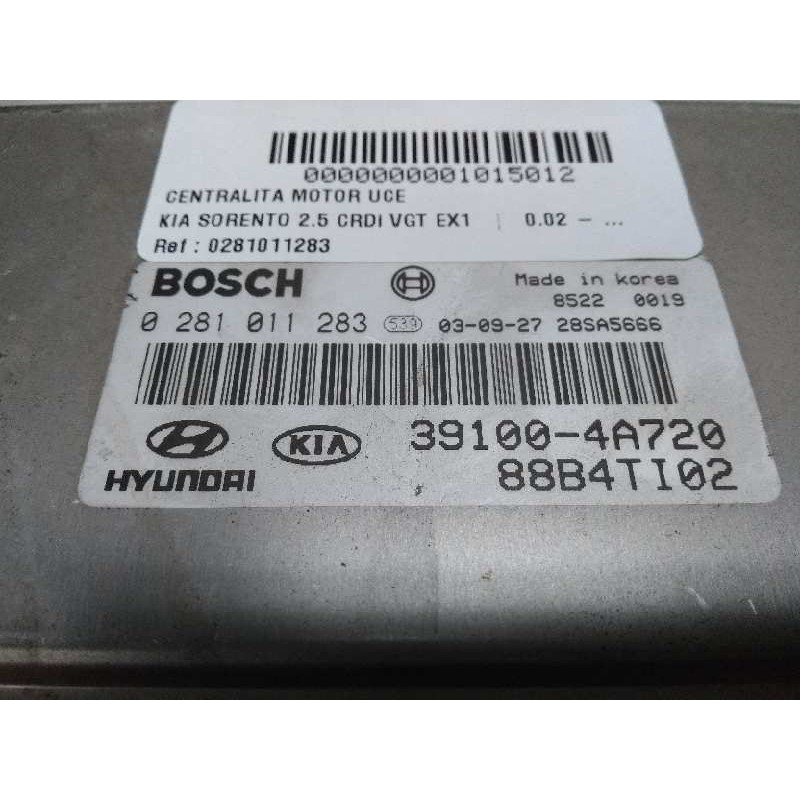 0000000001015012
CENTRALITA MOTOR UCE
KIA SORENTO 2.5 CRDI VGT EX1 | 0.02 - ...
Ref : 0281011283
BOSCH Made in korea
8522 0019
0 281 011 283 539 03-09-27 28SA5666
HYUNDAI KIA 39100-4A720
88B4TI02